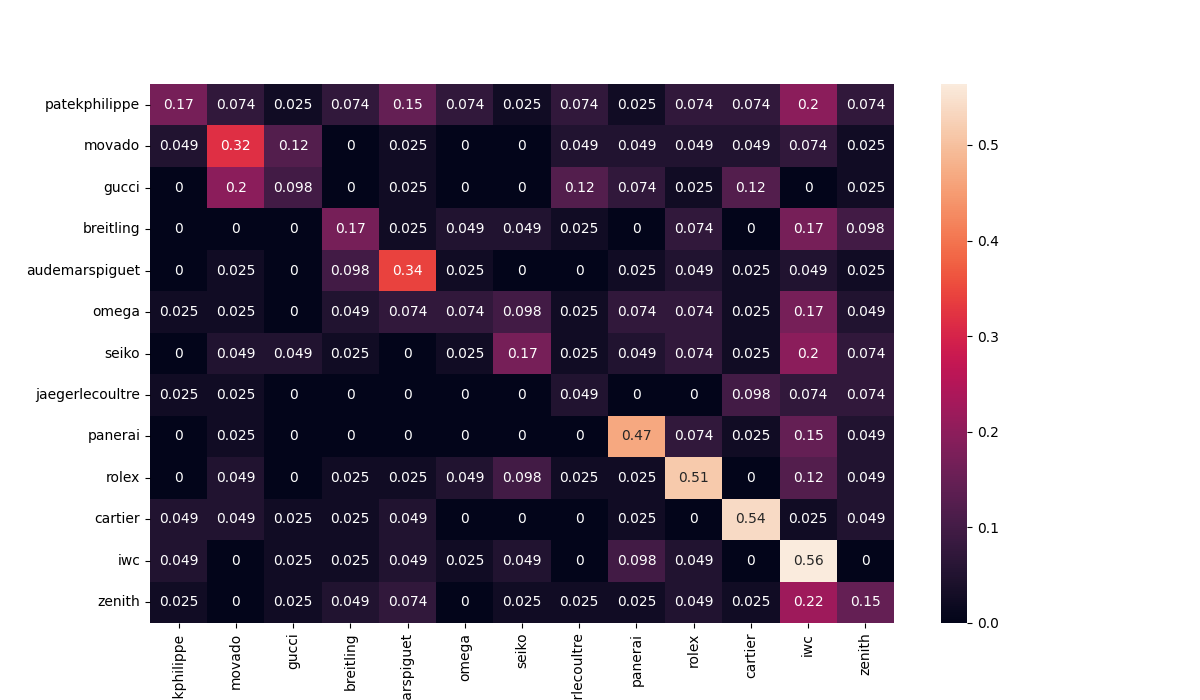 patekphilippe 0.17 0.074 0.025 0.074 0.15 0.074 0.025 0.074 0.025 0.074 0.074 0.2 0.074
movado 0.049 0.32 0.12 0 0.025 0 0 0.049 0.049 0.049 0.049 0.074 0.025 0.5
gucci 0 0.2 0.098 0 0.025 0 0 0.12 0.074 0.025 0.12 0 0.025
breitling 0 0 0 0.17 0.025 0.049 0.049 0.025 0 0.074 0 0.17 0.098 0.4
audemarspiguet 0 0.025 0 0.098 0.34 0.025 0 0 0.025 0.049 0.025 0.049 0.025
omega 0.025 0.025 0 0.049 0.074 0.074 0.098 0.025 0.074 0.074 0.025 0.17 0.049
0.3
seiko 0 0.049 0.049 0.025 0 0.025 0.17 0.025 0.049 0.074 0.025 0.2 0.074
jaegerlecoultre 0.025 0.025 0 0 0 0 0 0.049 0 0 0.098 0.074 0.074
panerai 0 0.025 0 0 0 0 0 0 0.47 0.074 0.025 0.15 0.049 0.2
rolex 0 0.049 0 0.025 0.025 0.049 0.098 0.025 0.025 0.51 0 0.12 0.049
cartier 0.049 0.049 0.025 0.025 0.049 0 0 0 0.025 0 0.54 0.025 0.049 0.1
iwc 0.049 0 0.025 0.025 0.049 0.025 0.049 0 0.098 0.049 0 0.56 0
zenith 0.025 0 0.025 0.049 0.074 0 0.025 0.025 0.025 0.049 0.025 0.22 0.15
0.0
kphilippe movado gucci breitling arspiguet omega seiko rlecoultre panerai rolex cartier iwc zenith